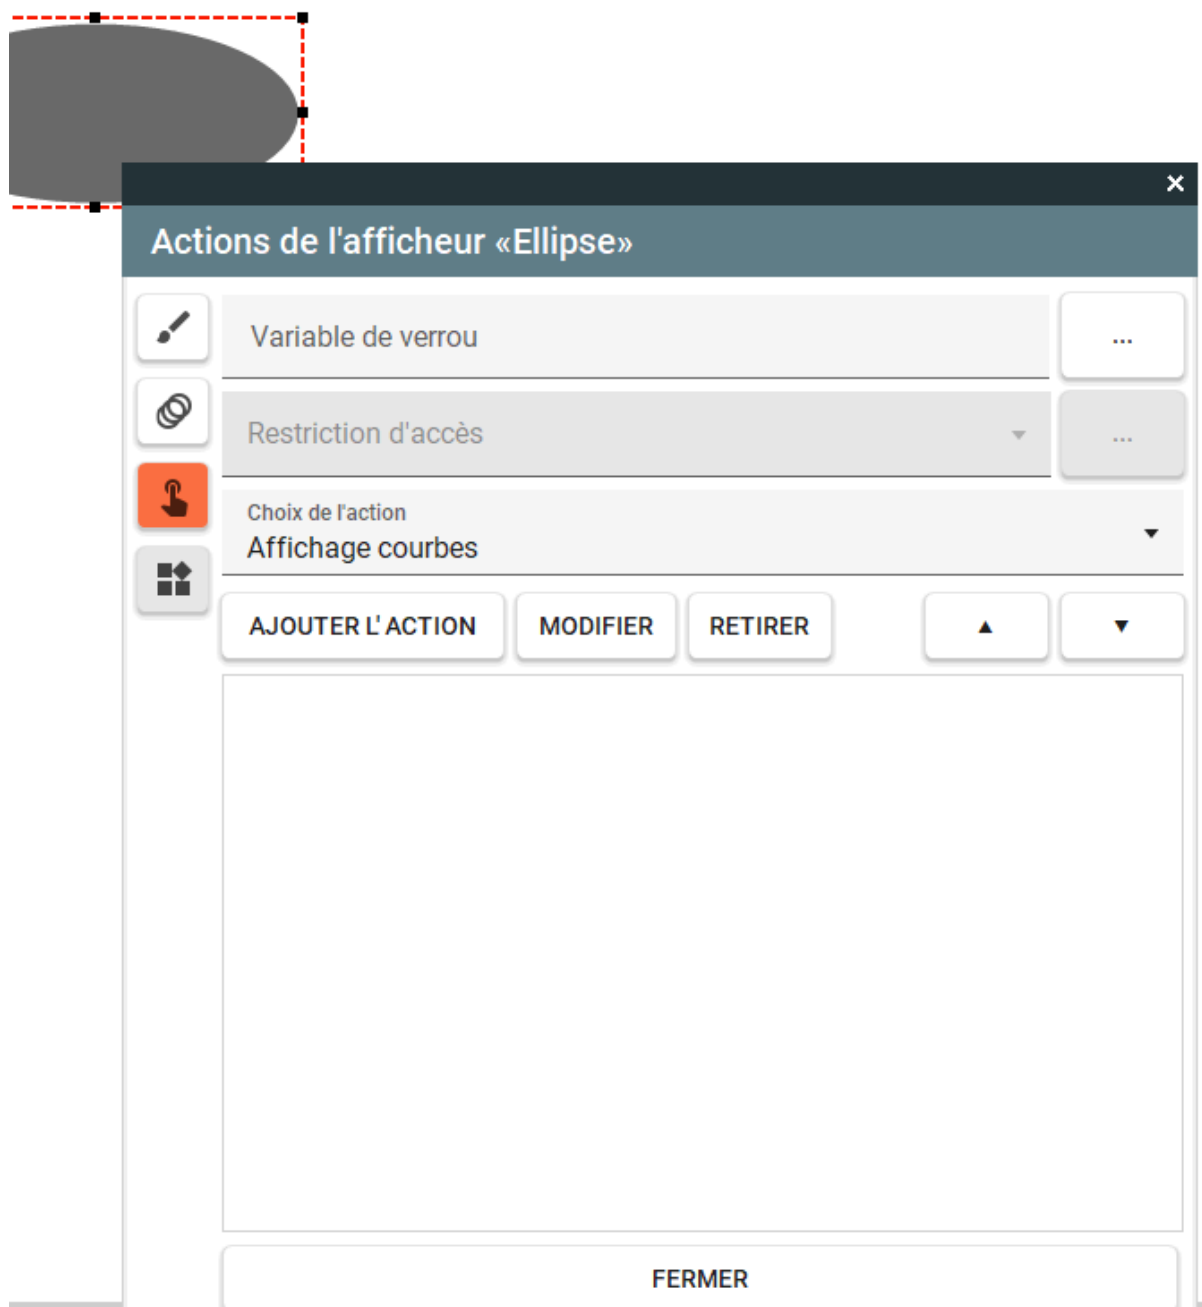 Actions de l'afficheur «Ellipse»
Variable de verrou
...
Restriction d'accès
...
Choix de l'action
Affichage courbes
AJOUTER L'ACTION MODIFIER RETIRER
FERMER